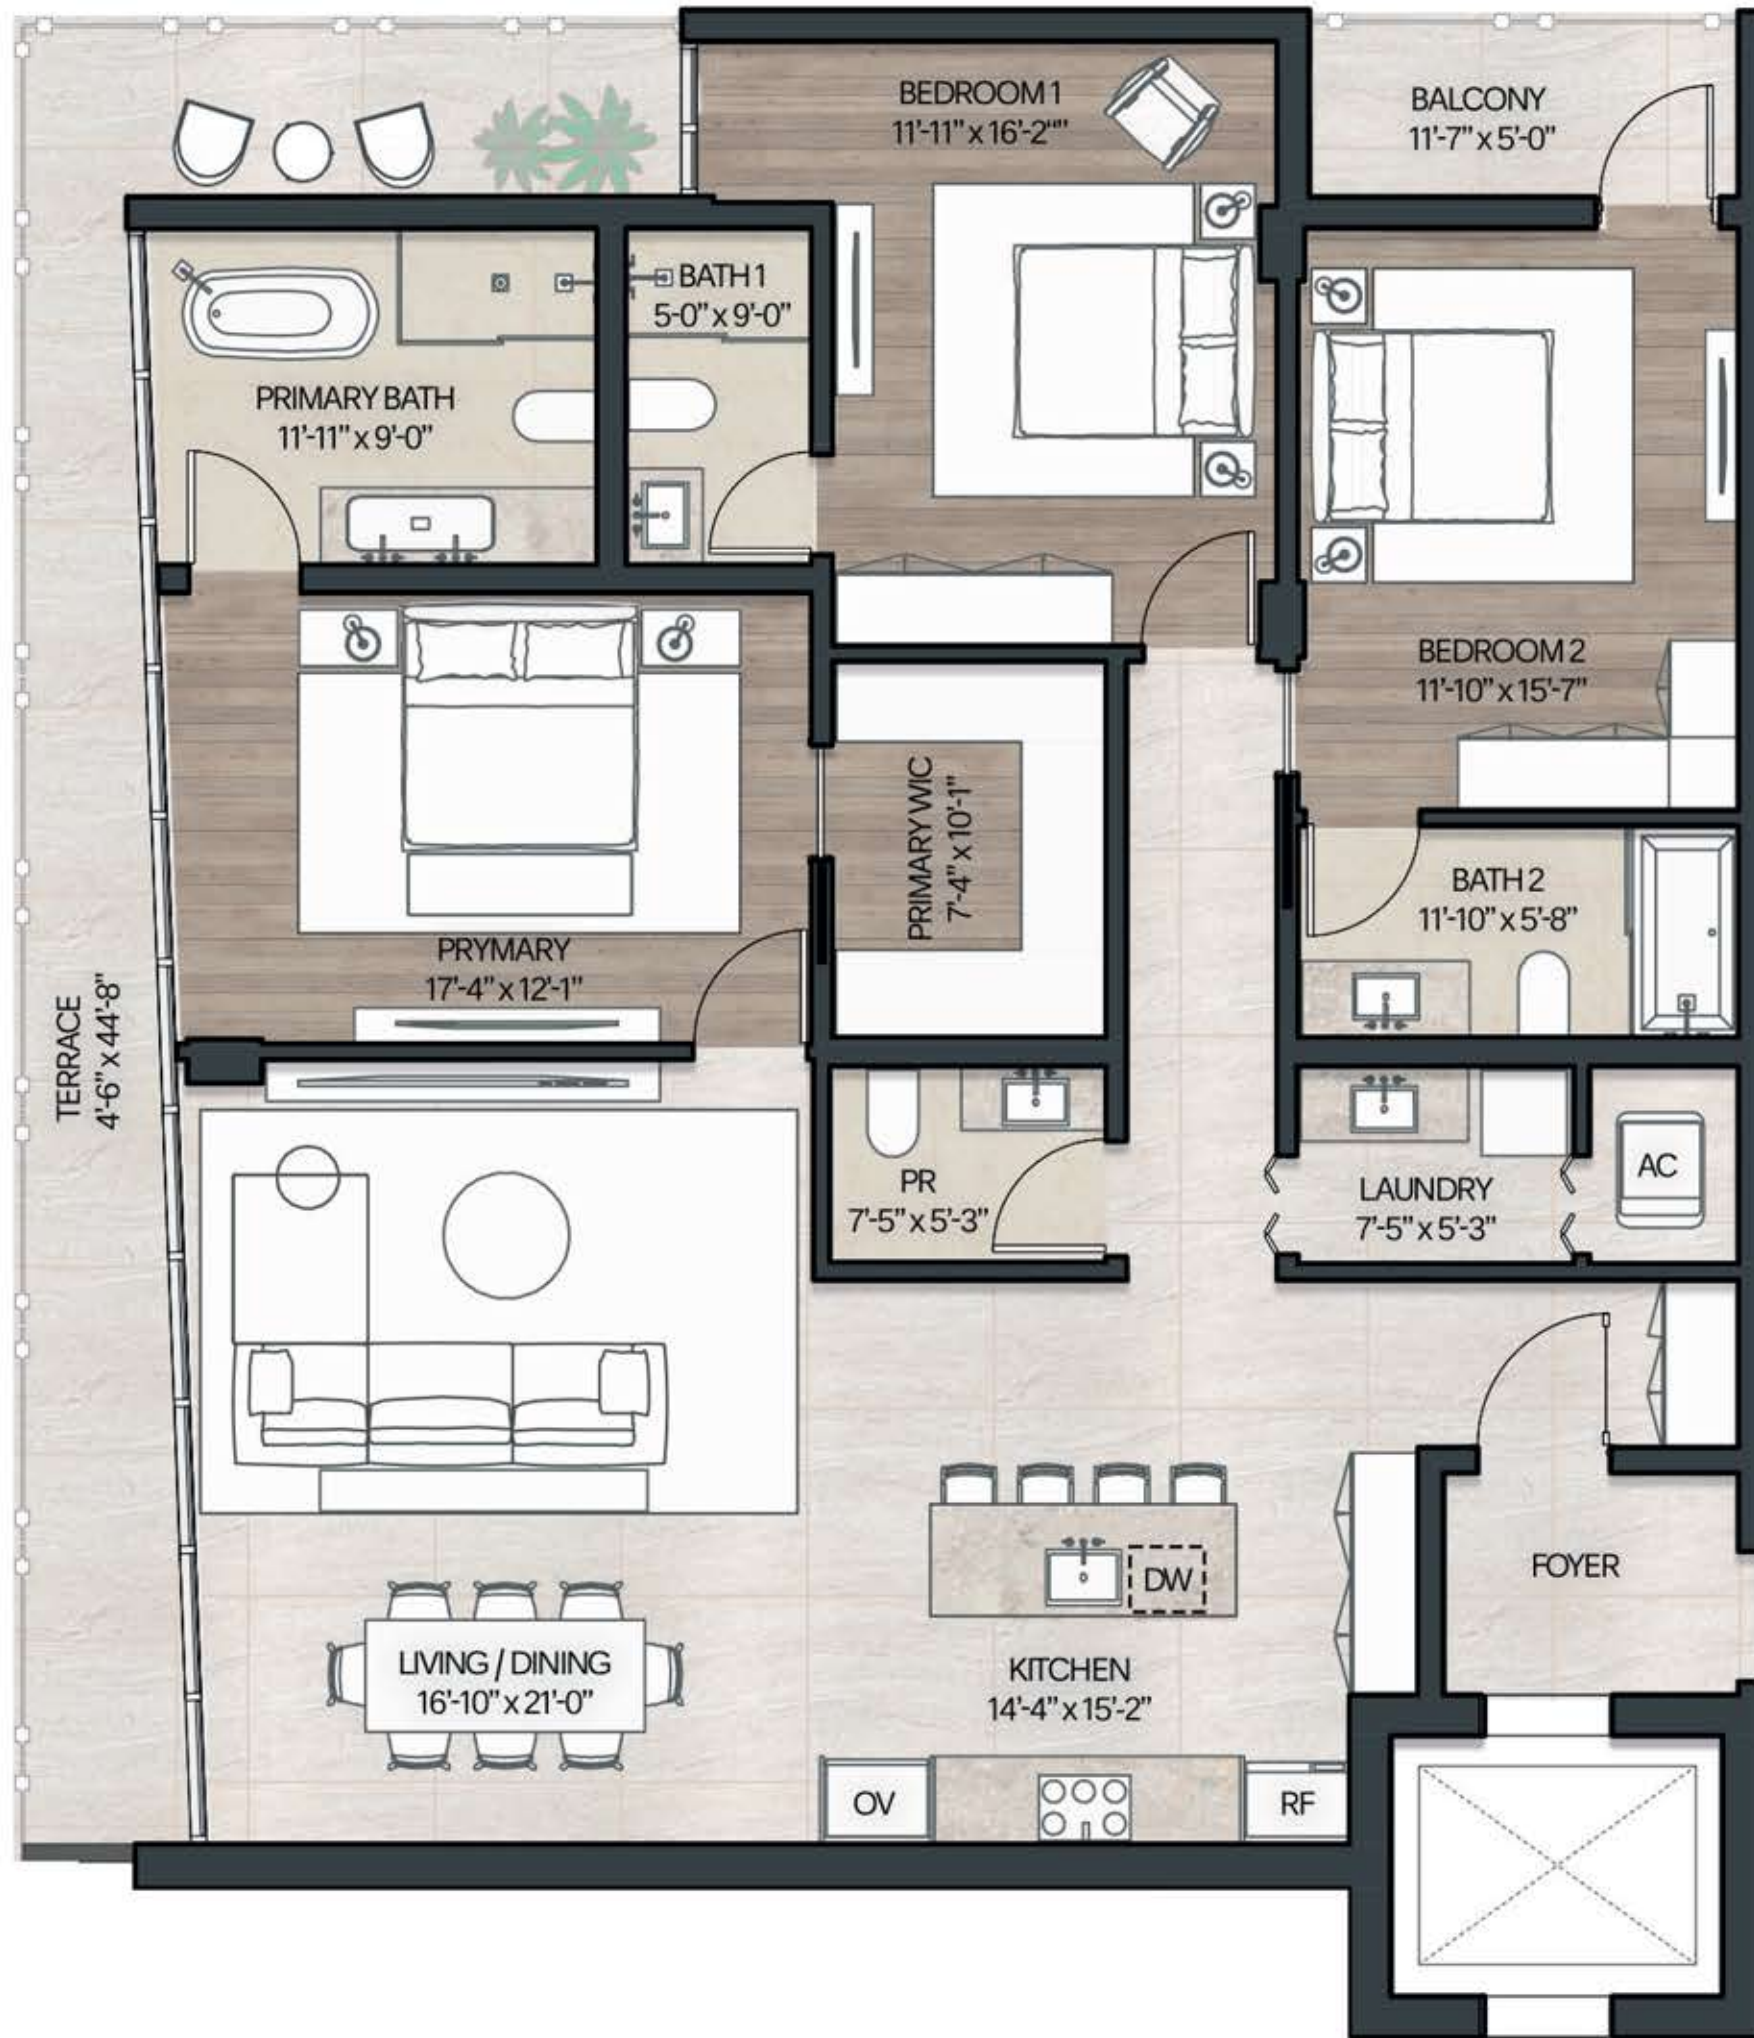 BEDROOM 1
11'-11" x 16'-2""
BALCONY
11'-7" x 5'-0"
BATH 1
5-0" x 9'-0"
PRIMARY BATH
11'-11" x 9'-0"
BEDROOM 2
11'-10" x 15'-7"
PRIMARY WIC
7'-4" x 10'-1"
BATH 2
11'-10" x 5'-8"
PRYMARY
17'-4" x 12'-1"
TERRACE
4'-6" x 44'-8"
PR
7'-5" x 5'-3"
LAUNDRY
7'-5" x 5'-3"
AC
FOYER
DW
LIVING / DINING
16'-10" x 21'-0"
KITCHEN
14'-4" x 15'-2"
OV
RF